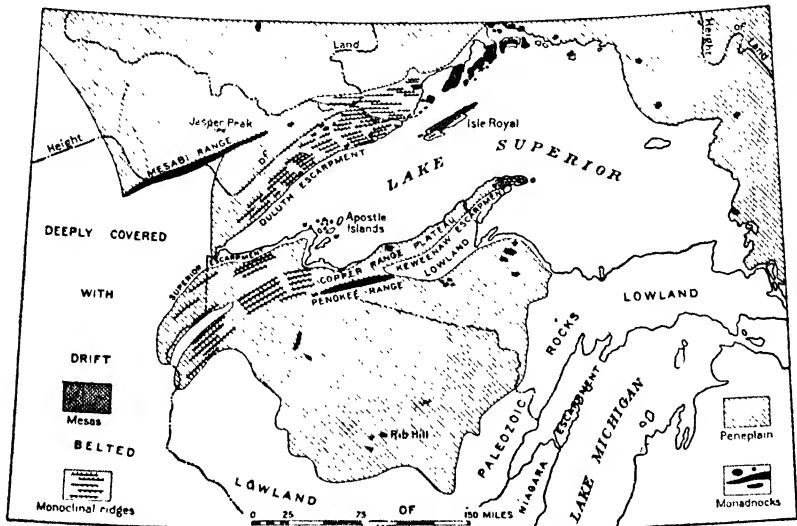 Land
Height
OF
Land
Jasper Peak
Isle Royal
MESABI RANGE
Height
OF
DULUTH ESCARPMENT
LAKE SUPERIOR
DEEPLY COVERED
WITH
DRIFT
Apostle
Islands
SUPERIOR ESCARPMENT
COPPER RANGE PLATEAU
KEWEENAW ESCARPMENT
LOWLAND
PENOKEE RANGE
LOWLAND
ROCKS
PALEOZOIC
NIAGARA ESCARPMENT
LAKE MICHIGAN
Rib Hill
Mesas
BELTED
Monoclinal ridges
LOWLAND
OF
0 25 75 150 MILES
Peneplain
Monadnocks